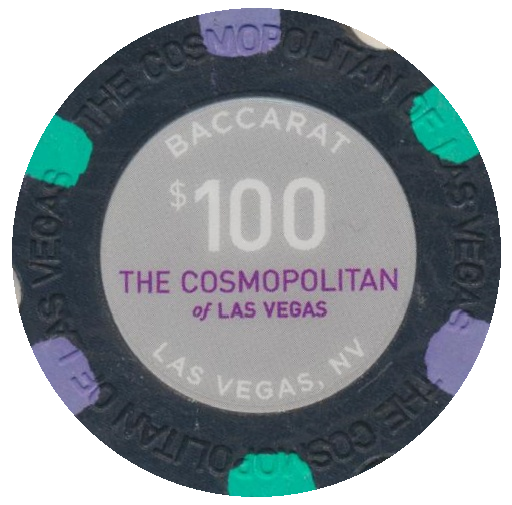 THE COSMOPOLITAN OF LAS VEGAS
THE COSMOPOLITAN OF LAS VEGAS
BACCARAT
$100
THE COSMOPOLITAN
of LAS VEGAS
LAS VEGAS, NV